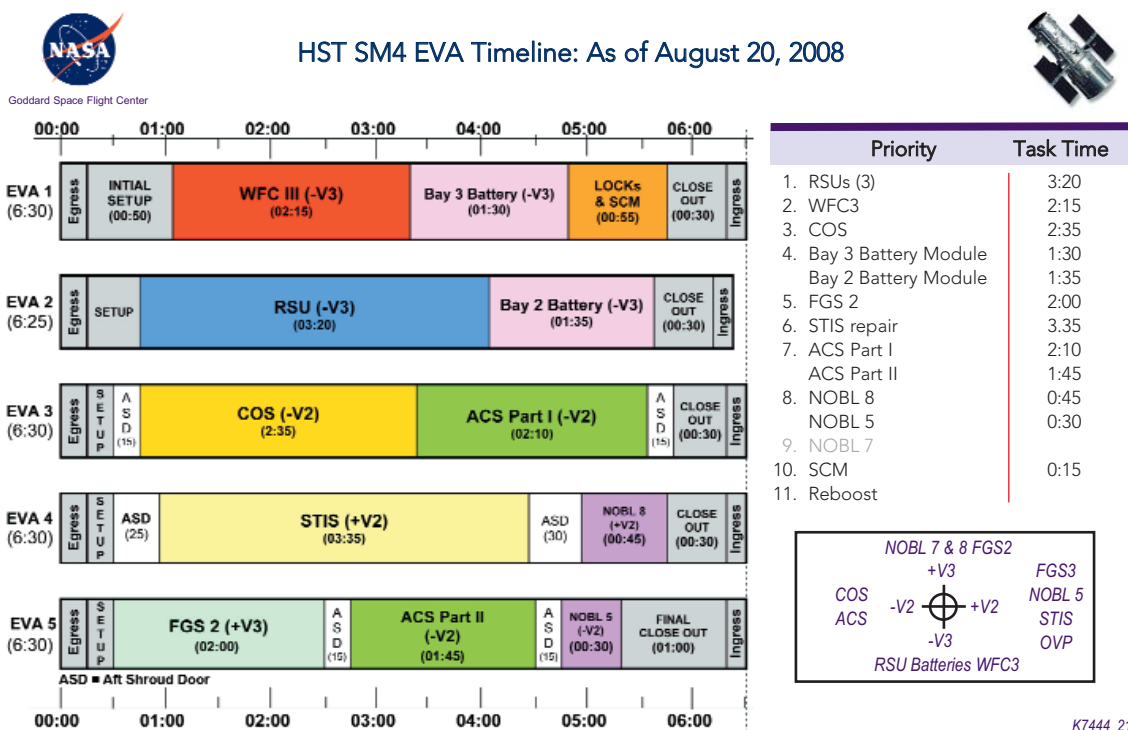 NASA
Goddard Space Flight Center
HST SM4 EVA Timeline: As of August 20, 2008
00:00 01:00 02:00 03:00 04:00 05:00 06:00
EVA 1
(6:30)
Egress
INTIAL
SETUP
(00:50)
WFC III (-V3)
(02:15)
Bay 3 Battery (-V3)
(01:30)
LOCKs
& SCM
(00:55)
CLOSE
OUT
(00:30)
Ingress
EVA 2
(6:25)
Egress
SETUP
RSU (-V3)
(03:20)
Bay 2 Battery (-V3)
(01:35)
CLOSE
OUT
(00:30)
Ingress
EVA 3
(6:30)
Egress
SETUP
ASD
(15)
COS (-V2)
(2:35)
ACS Part I (-V2)
(02:10)
ASD
(15)
CLOSE
OUT
(00:30)
Ingress
EVA 4
(6:30)
Egress
SETUP
ASD
(25)
STIS (+V2)
(03:35)
ASD
(30)
NOBL 8
(+V2)
(00:45)
CLOSE
OUT
(00:30)
Ingress
EVA 5
(6:30)
Egress
SETUP
FGS 2 (+V3)
(02:00)
ASD
(15)
ACS Part II
(-V2)
(01:45)
ASD
(15)
NOBL 5
(-V2)
(00:30)
FINAL
CLOSE OUT
(01:00)
Ingress
ASD = Aft Shroud Door
00:00 01:00 02:00 03:00 04:00 05:00 06:00
Priority Task Time
1. RSUs (3) 3:20
2. WFC3 2:15
3. COS 2:35
4. Bay 3 Battery Module 1:30
Bay 2 Battery Module 1:35
5. FGS 2 2:00
6. STIS repair 3.35
7. ACS Part I 2:10
ACS Part II 1:45
8. NOBL 8 0:45
NOBL 5 0:30
9. NOBL 7
10. SCM 0:15
11. Reboost
NOBL 7 & 8 FGS2
+V3
COS
ACS
-V2
+V2
FGS3
NOBL 5
STIS
OVP
-V3
RSU Batteries WFC3